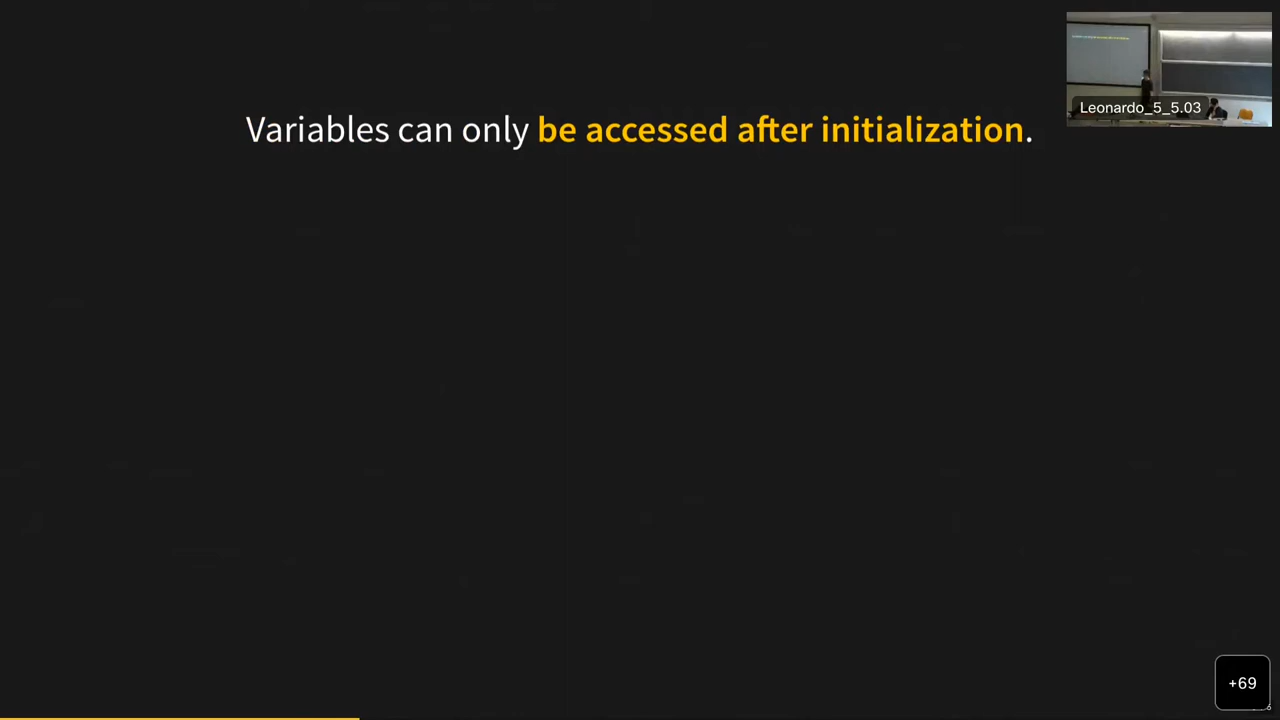 Variables can only be accessed after initialization.
Leonardo_5_5.03
+69